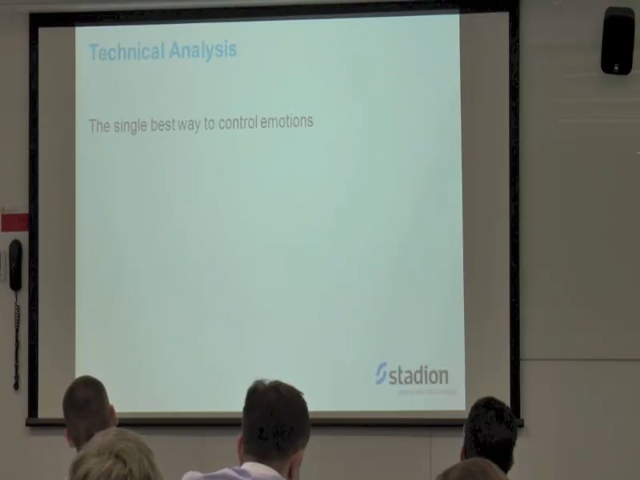 Technical Analysis
The single best way to control emotions
stadion